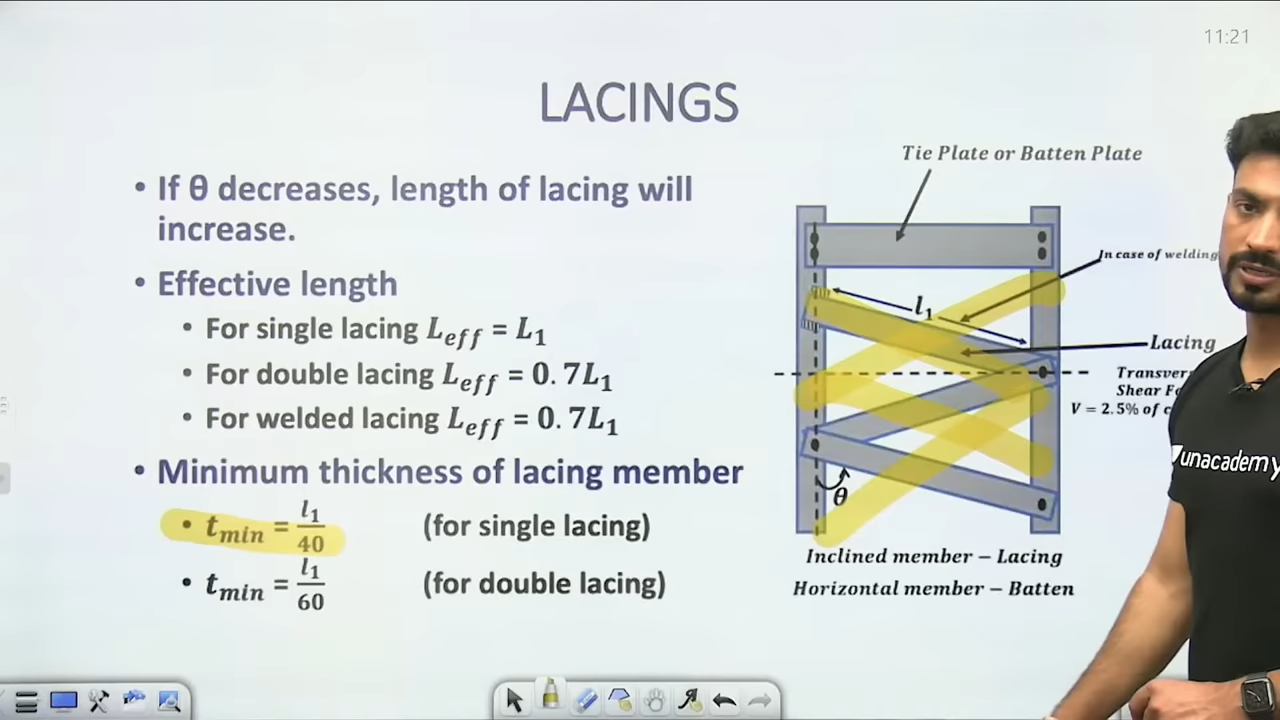 11:21
LACINGS
• If θ decreases, length of lacing will
increase.
• Effective length
• For single lacing L_eff = L_1
• For double lacing L_eff = 0.7L_1
• For welded lacing L_eff = 0.7L_1
• Minimum thickness of lacing member
• t_min = l_1/40 (for single lacing)
• t_min = l_1/60 (for double lacing)
Tie Plate or Batten Plate
In case of welding
l_1
Lacing
Shear
V = 2.5% of
θ
Inclined member – Lacing
Horizontal member – Batten
unacademy